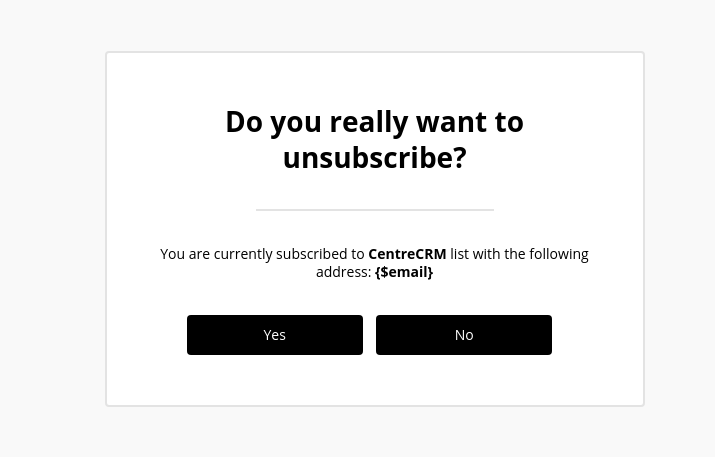 Do you really want to
unsubscribe?
You are currently subscribed to CentreCRM list with the following
address: {$email}
Yes
No